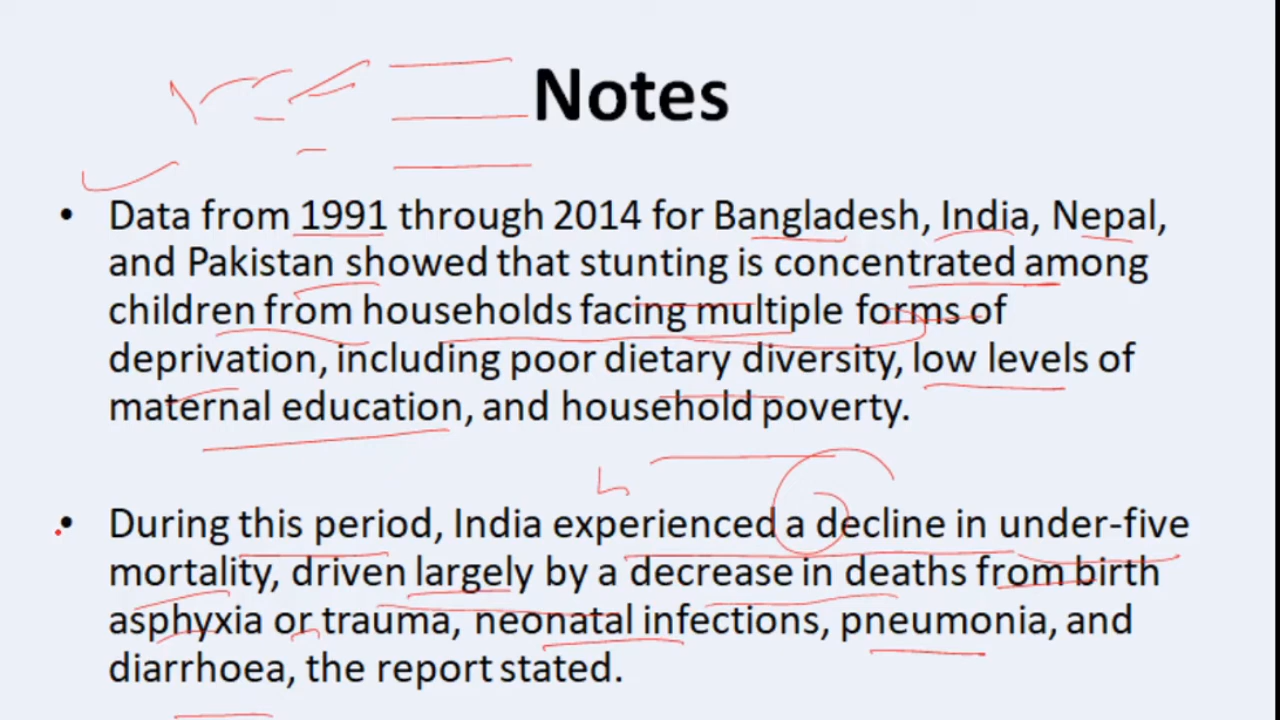 Notes
• Data from 1991 through 2014 for Bangladesh, India, Nepal,
and Pakistan showed that stunting is concentrated among
children from households facing multiple forms of
deprivation, including poor dietary diversity, low levels of
maternal education, and household poverty.
• During this period, India experienced a decline in under-five
mortality, driven largely by a decrease in deaths from birth
asphyxia or trauma, neonatal infections, pneumonia, and
diarrhoea, the report stated.